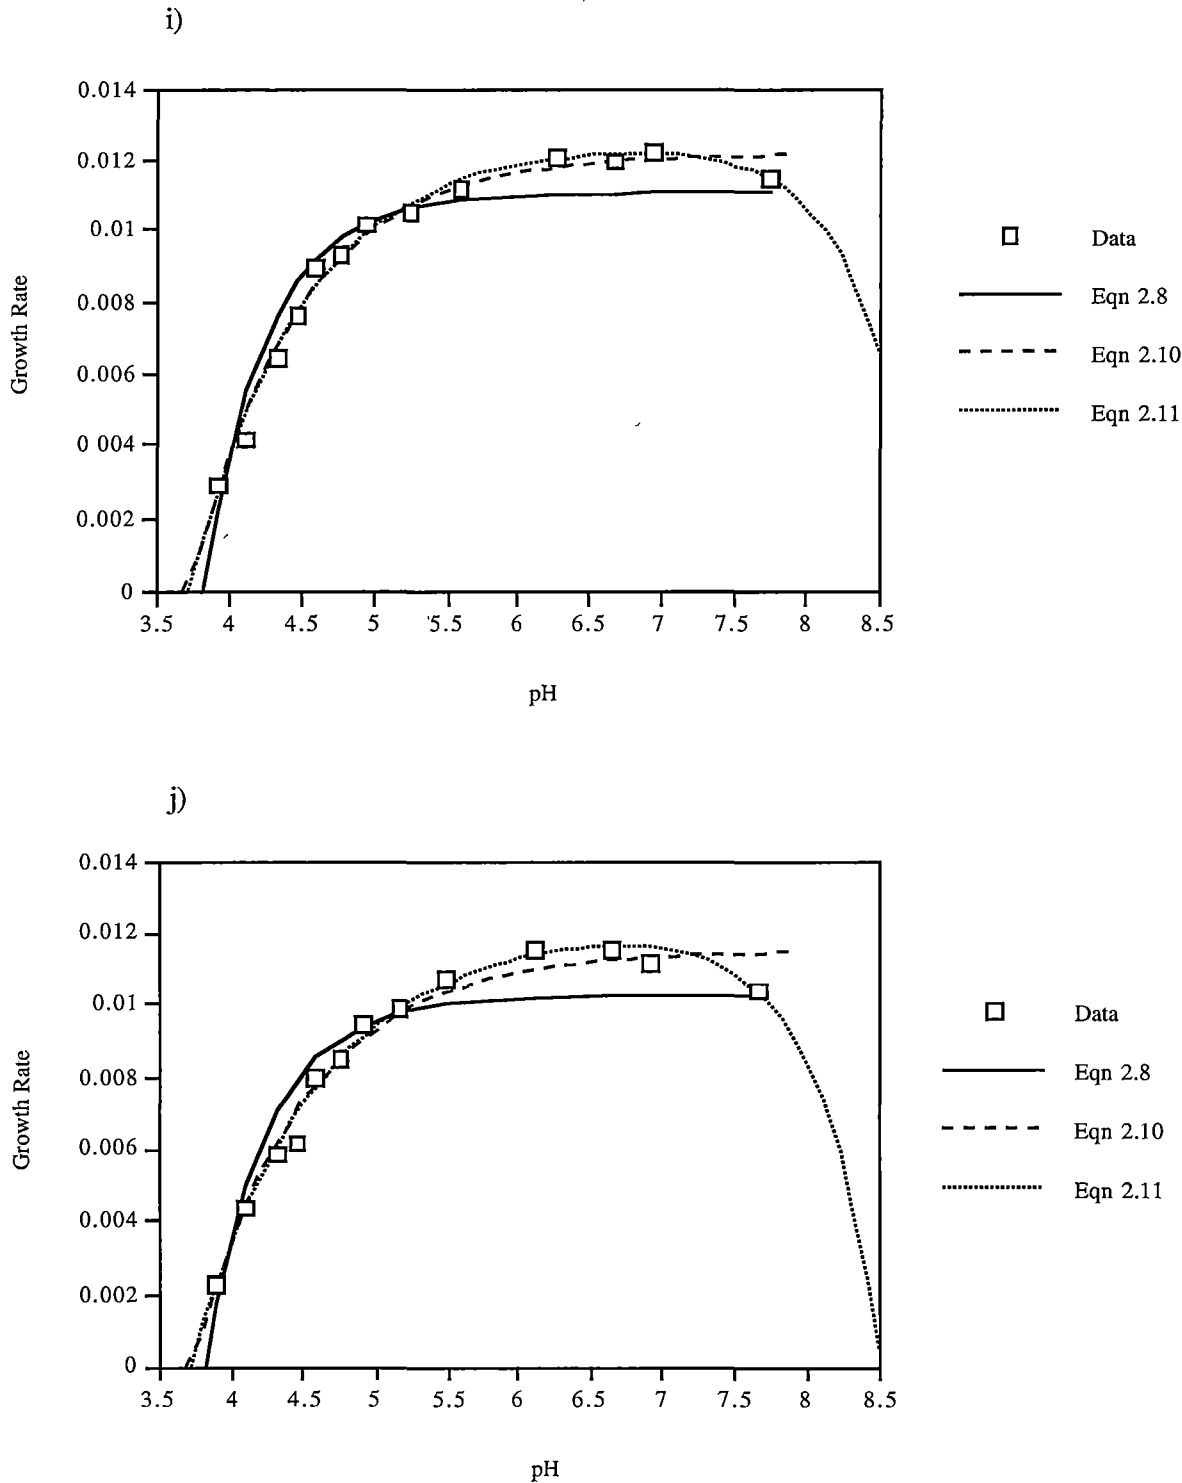 i)
0.014
0.012
0.01
0.008
0.006
0 004
0.002
0
3.5 4 4.5 5 5.5 6 6.5 7 7.5 8 8.5
Growth Rate
pH
Data
Eqn 2.8
Eqn 2.10
Eqn 2.11
j)
0.014
0.012
0.01
0.008
0.006
0.004
0.002
0
3.5 4 4.5 5 5.5 6 6.5 7 7.5 8 8.5
Growth Rate
pH
Data
Eqn 2.8
Eqn 2.10
Eqn 2.11